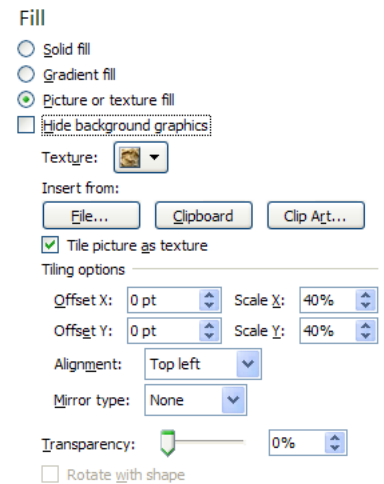 Fill
Solid fill
Gradient fill
Picture or texture fill
Hide background graphics
Texture:
Insert from:
File... Clipboard Clip Art...
Tile picture as texture
Tiling options
Offset X: 0 pt Scale X: 40%
Offset Y: 0 pt Scale Y: 40%
Alignment: Top left
Mirror type: None
Transparency: 0%
Rotate with shape